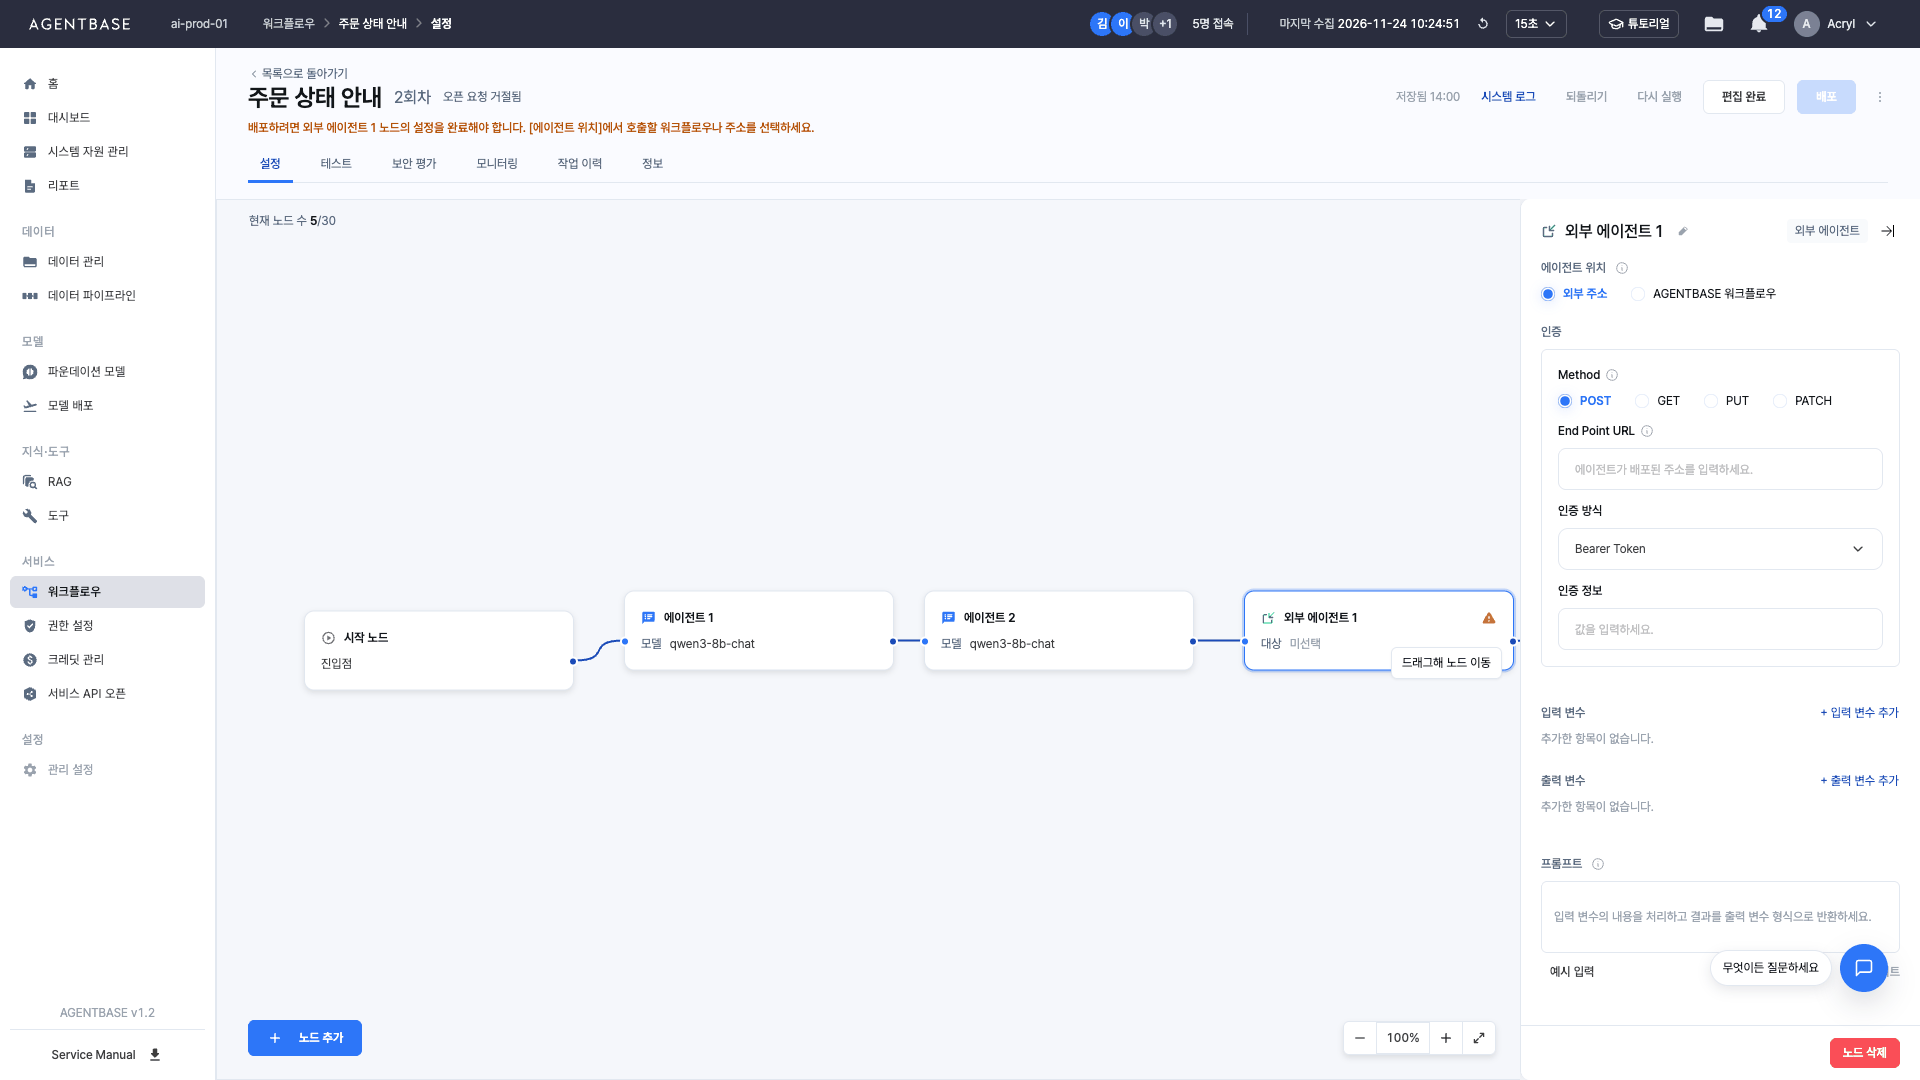 AGENTBASE
ai-prod-01
워크플로우 > 주문 상태 안내 > 설정
김 이 박 +1 5명 접속
마지막 수집 2026-11-24 10:24:51
15초
튜토리얼
12
A Acryl
홈
대시보드
시스템 자원 관리
리포트
데이터
데이터 관리
데이터 파이프라인
모델
파운데이션 모델
모델 배포
지식·도구
RAG
도구
서비스
워크플로우
권한 설정
크레딧 관리
서비스 API 오픈
설정
관리 설정
AGENTBASE v1.2
Service Manual
목록으로 돌아가기
주문 상태 안내 2회차 오픈 요청 거절됨
저장됨 14:00 시스템 로그 되돌리기 다시 실행 편집 완료 배포
배포하려면 외부 에이전트 1 노드의 설정을 완료해야 합니다. [에이전트 위치]에서 호출할 워크플로우나 주소를 선택하세요.
설정 테스트 보안 평가 모니터링 작업 이력 정보
현재 노드 수 5/30
시작 노드
진입점
에이전트 1
모델 qwen3-8b-chat
에이전트 2
모델 qwen3-8b-chat
외부 에이전트 1
대상 미선택
드래그해 노드 이동
+ 노드 추가
100%
외부 에이전트 1
외부 에이전트
에이전트 위치
외부 주소 AGENTBASE 워크플로우
인증
Method
POST GET PUT PATCH
End Point URL
에이전트가 배포된 주소를 입력하세요.
인증 방식
Bearer Token
인증 정보
값을 입력하세요.
입력 변수 + 입력 변수 추가
추가한 항목이 없습니다.
출력 변수 + 출력 변수 추가
추가한 항목이 없습니다.
프롬프트
입력 변수의 내용을 처리하고 결과를 출력 변수 형식으로 반환하세요.
예시 입력
무엇이든 질문하세요
노드 삭제